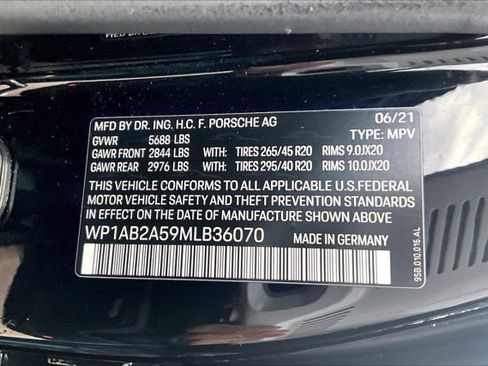 MFD BY DR. ING. H.C. F. PORSCHE AG 06/21
GVWR 5688 LBS TYPE: MPV
GAWR FRONT 2844 LBS WITH: TIRES 265/45 R20 RIMS 9.0JX20
GAWR REAR 2976 LBS WITH: TIRES 295/40 R20 RIMS 10.0JX20
THIS VEHICLE CONFORMS TO ALL APPLICABLE U.S.FEDERAL
MOTOR VEHICLE SAFETY AND THEFT PREVENTION STANDARDS
IN EFFECT ON THE DATE OF MANUFACTURE SHOWN ABOVE
WP1AB2A59MLB36070 MADE IN GERMANY
95B.010.016.AL